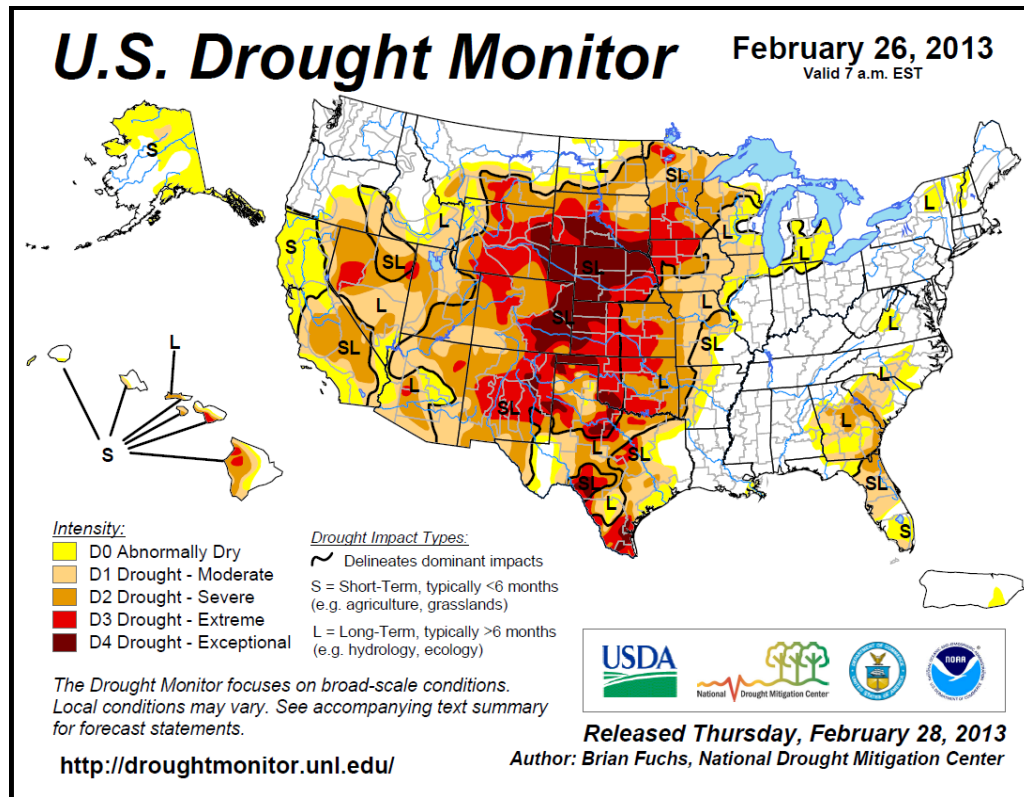 U.S. Drought Monitor
February 26, 2013
Valid 7 a.m. EST
S
L
L
SL
L
L
L
L
S
SL
SL
L
L
SL
SL
SL
L
L
L
SL
L
SL
L
SL
L
L
L
SL
S
L
S
Intensity:
D0 Abnormally Dry
D1 Drought - Moderate
D2 Drought - Severe
D3 Drought - Extreme
D4 Drought - Exceptional
Drought Impact Types:
Delineates dominant impacts
S = Short-Term, typically <6 months
(e.g. agriculture, grasslands)
L = Long-Term, typically >6 months
(e.g. hydrology, ecology)
USDA
National Drought Mitigation Center
NOAA
The Drought Monitor focuses on broad-scale conditions.
Local conditions may vary. See accompanying text summary
for forecast statements.
http://droughtmonitor.unl.edu/
Released Thursday, February 28, 2013
Author: Brian Fuchs, National Drought Mitigation Center